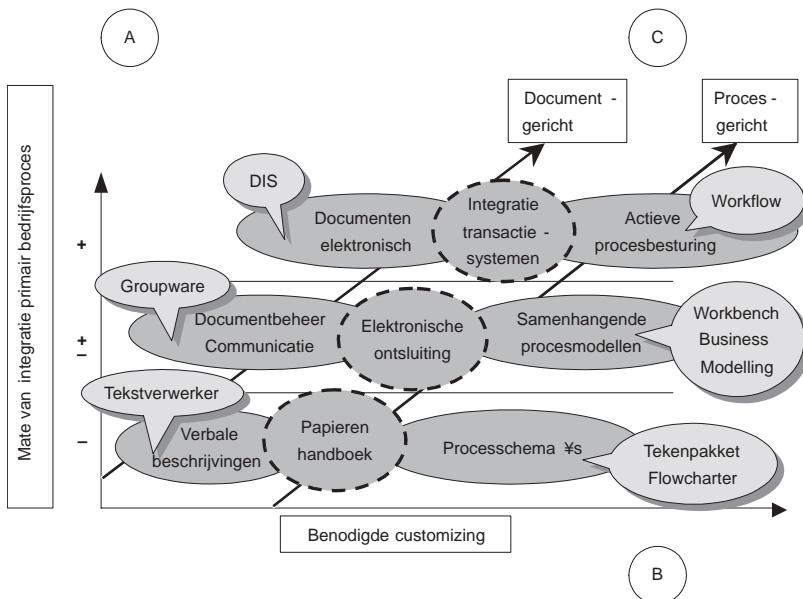 A
C
Document -
gericht
Proces -
gericht
Mate van integratie primair bedrijfsproces
DIS
Workflow
Documenten
elektronisch
Integratie
transactie -
systemen
Actieve
procesbesturing
+
Groupware
Documentbeheer
Communicatie
Elektronische
ontsluiting
Samenhangende
procesmodellen
Workbench
Business
Modelling
+
–
Tekstverwerker
Verbale
beschrijvingen
Papieren
handboek
Processchema ¥s
Tekenpakket
Flowcharter
–
Benodigde customizing
B